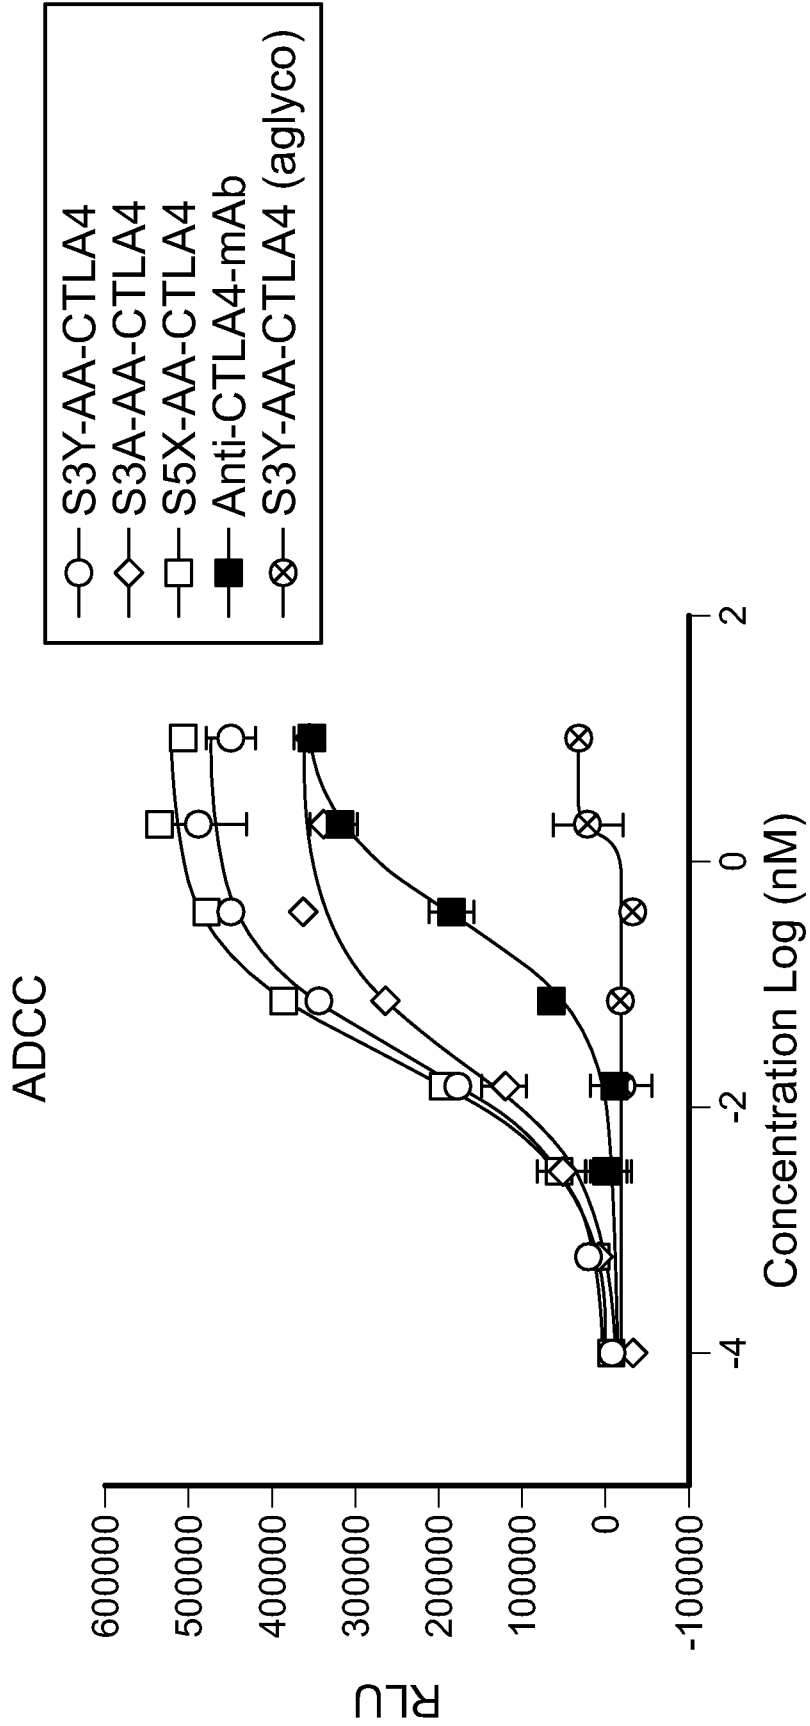 ADCC
S3Y-AA-CTLA4
S3A-AA-CTLA4
S5X-AA-CTLA4
Anti-CTLA4-mAb
S3Y-AA-CTLA4 (aglyco)
RLU
600000
500000
400000
300000
200000
100000
0
-100000
-4
-2
0
2
Concentration Log (nM)